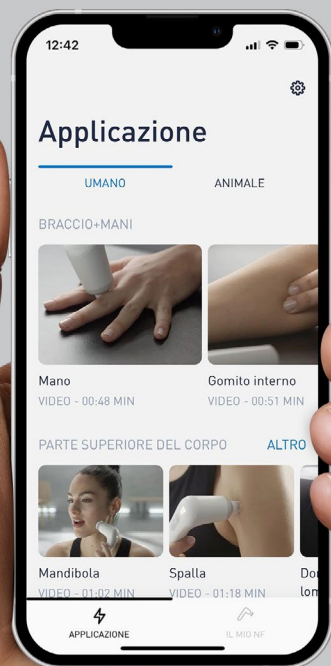 12:42
Applicazione
UMANO ANIMALE
BRACCIO+MANI
Mano Gomito interno
VIDEO - 00:48 MIN VIDEO - 00:51 MIN
PARTE SUPERIORE DEL CORPO ALTRO
Mandibola Spalla
VIDEO - 01:02 MIN VIDEO - 01:18 MIN
APPLICAZIONE IL MIO NF